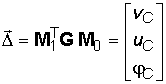 Δ⃗ = M₁ᵀ G M₀ = [ v_C
u_C
φ_C ]